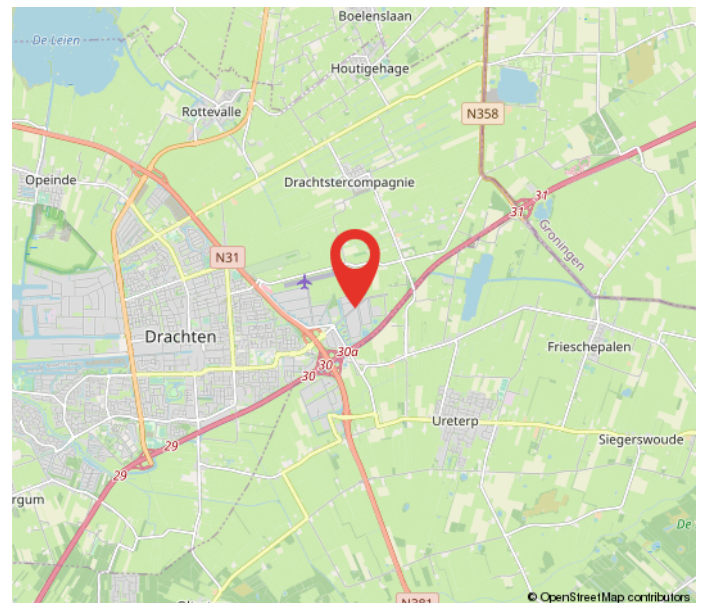 Boelenslaan
De Leien
Houtigehage
Rottevalle
N358
Opeinde
Drachtstercompagnie
31
31
Groningen
N31
Drachten
30a
30
30
Frieschepalen
Ureterp
Siegerswoude
29
29
rgum
De
N381
© OpenStreetMap contributors